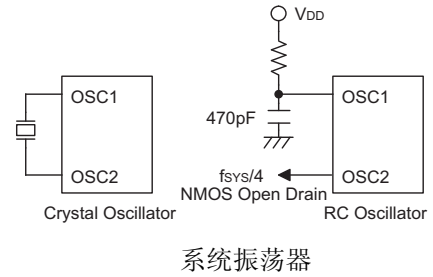 VDD
OSC1
OSC2
Crystal Oscillator
470pF
OSC1
fSYS/4
NMOS Open Drain
OSC2
RC Oscillator
系统振荡器